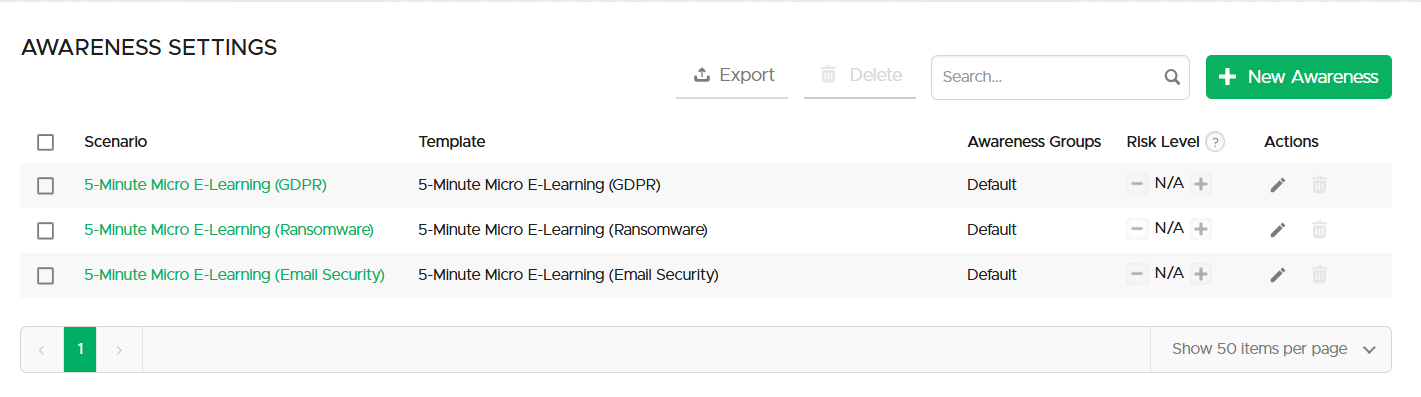 AWARENESS SETTINGS
Export Delete Search... New Awareness
Scenario Template Awareness Groups Risk Level ? Actions
5-Minute Micro E-Learning (GDPR) 5-Minute Micro E-Learning (GDPR) Default N/A
5-Minute Micro E-Learning (Ransomware) 5-Minute Micro E-Learning (Ransomware) Default N/A
5-Minute Micro E-Learning (Email Security) 5-Minute Micro E-Learning (Email Security) Default N/A
1 Show 50 items per page